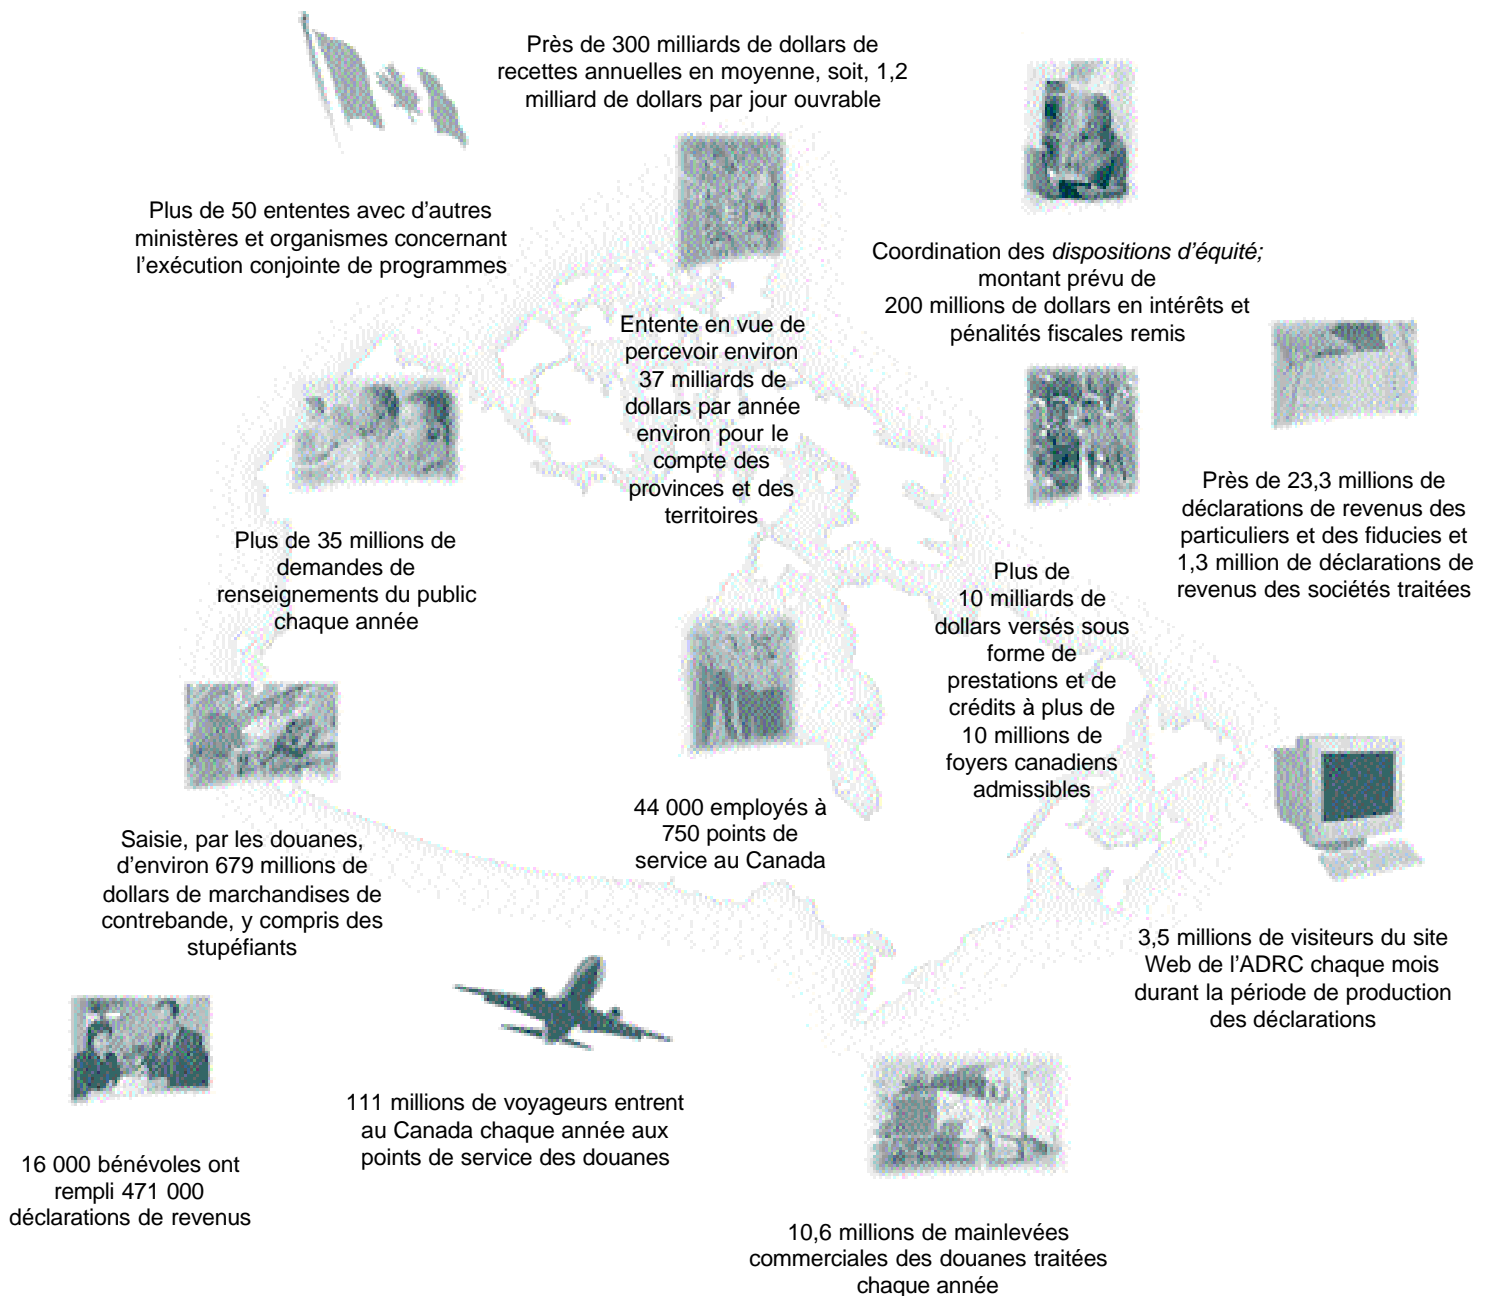 Près de 300 milliards de dollars de
recettes annuelles en moyenne, soit, 1,2
milliard de dollars par jour ouvrable
Plus de 50 ententes avec d'autres
ministères et organismes concernant
l'exécution conjointe de programmes
Coordination des dispositions d'équité;
montant prévu de
200 millions de dollars en intérêts et
pénalités fiscales remis
Entente en vue de
percevoir environ
37 milliards de
dollars par année
environ pour le
compte des
provinces et des
territoires
Près de 23,3 millions de
déclarations de revenus des
particuliers et des fiducies et
1,3 million de déclarations de
revenus des sociétés traitées
Plus de 35 millions de
demandes de
renseignements du public
chaque année
Plus de
10 milliards de
dollars versés sous
forme de
prestations et de
crédits à plus de
10 millions de
foyers canadiens
admissibles
44 000 employés à
750 points de
service au Canada
Saisie, par les douanes,
d'environ 679 millions de
dollars de marchandises de
contrebande, y compris des
stupéfiants
3,5 millions de visiteurs du site
Web de l'ADRC chaque mois
durant la période de production
des déclarations
111 millions de voyageurs entrent
au Canada chaque année aux
points de service des douanes
16 000 bénévoles ont
rempli 471 000
déclarations de revenus
10,6 millions de mainlevées
commerciales des douanes traitées
chaque année